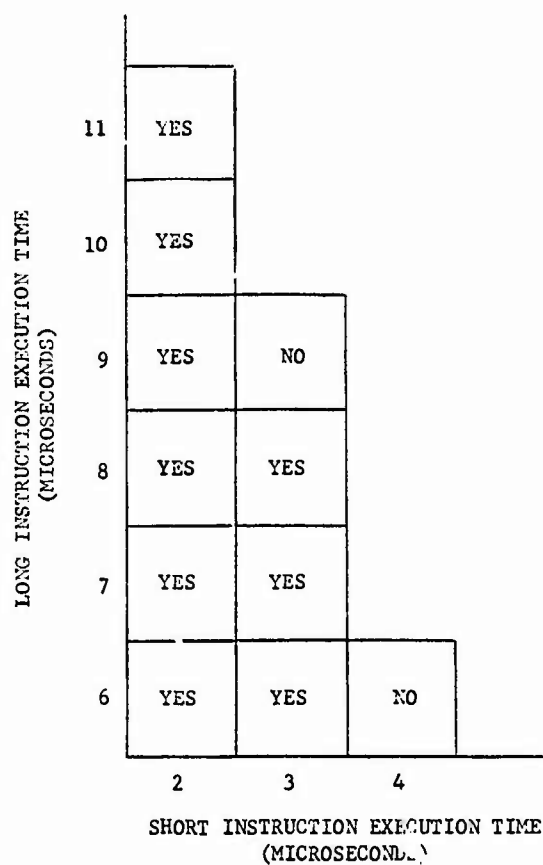 11 YES
10 YES
9 YES NO
8 YES YES
7 YES YES
6 YES YES NO
LONG INSTRUCTION EXECUTION TIME
(MICROSECONDS)
2 3 4
SHORT INSTRUCTION EXECUTION TIME